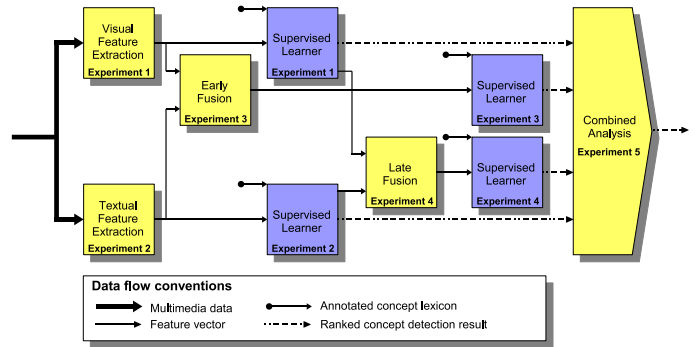 Visual
Feature
Extraction
Experiment 1
Supervised
Learner
Experiment 1
Early
Fusion
Experiment 3
Supervised
Learner
Experiment 3
Combined
Analysis
Experiment 5
Late
Fusion
Experiment 4
Supervised
Learner
Experiment 4
Textual
Feature
Extraction
Experiment 2
Supervised
Learner
Experiment 2
Data flow conventions
Multimedia data
Annotated concept lexicon
Feature vector
Ranked concept detection result